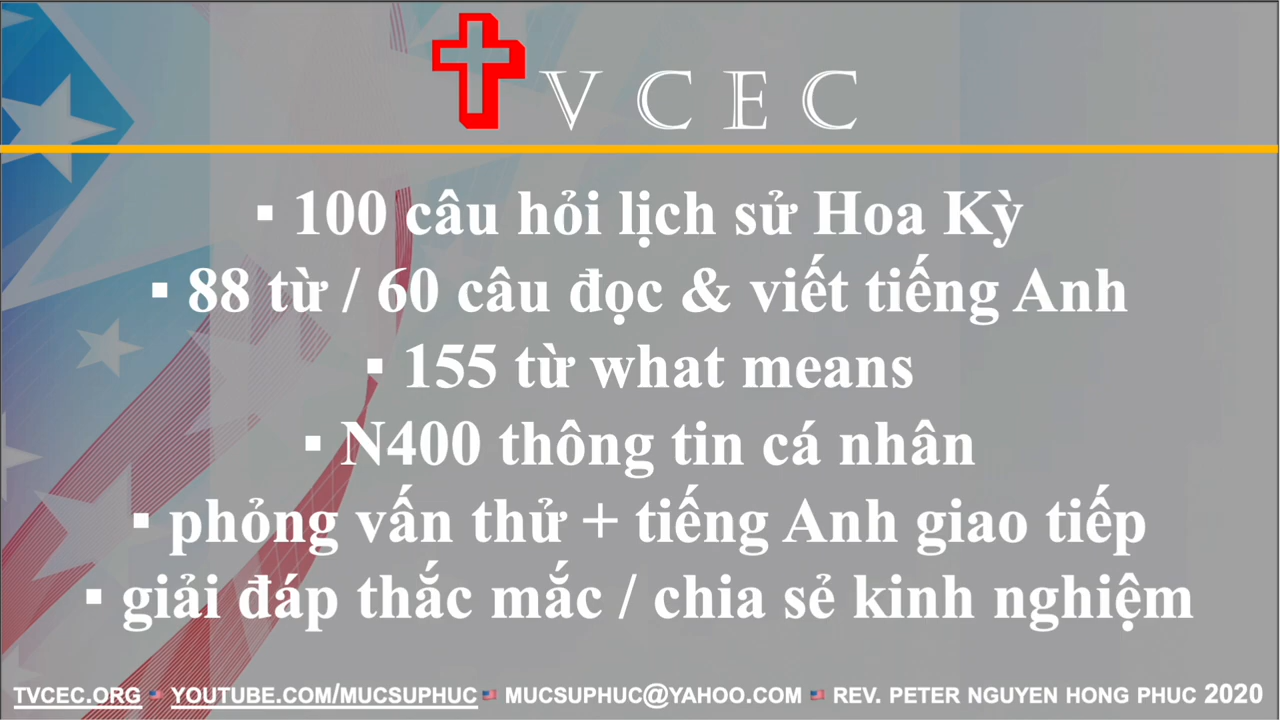 TVCEC
▪ 100 câu hỏi lịch sử Hoa Kỳ
▪ 88 từ / 60 câu đọc & viết tiếng Anh
▪ 155 từ what means
▪ N400 thông tin cá nhân
▪ phỏng vấn thử + tiếng Anh giao tiếp
▪ giải đáp thắc mắc / chia sẻ kinh nghiệm
TVCEC.ORG 🇺🇸 YOUTUBE.COM/MUCSUPHUC 🇺🇸 MUCSUPHUC@YAHOO.COM 🇺🇸 REV. PETER NGUYEN HONG PHUC 2020